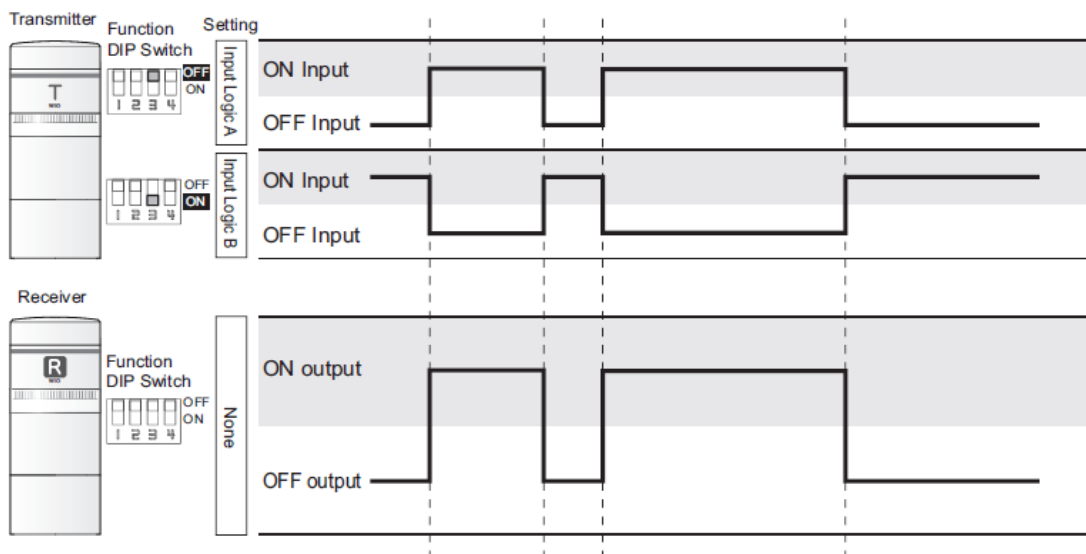 Transmitter
Function
DIP Switch
Setting
T
WIO
OFF
ON
1 2 3 4
Input Logic A
ON Input
OFF Input
OFF
ON
1 2 3 4
Input Logic B
ON Input
OFF Input
Receiver
R
WIO
Function
DIP Switch
OFF
ON
1 2 3 4
None
ON output
OFF output